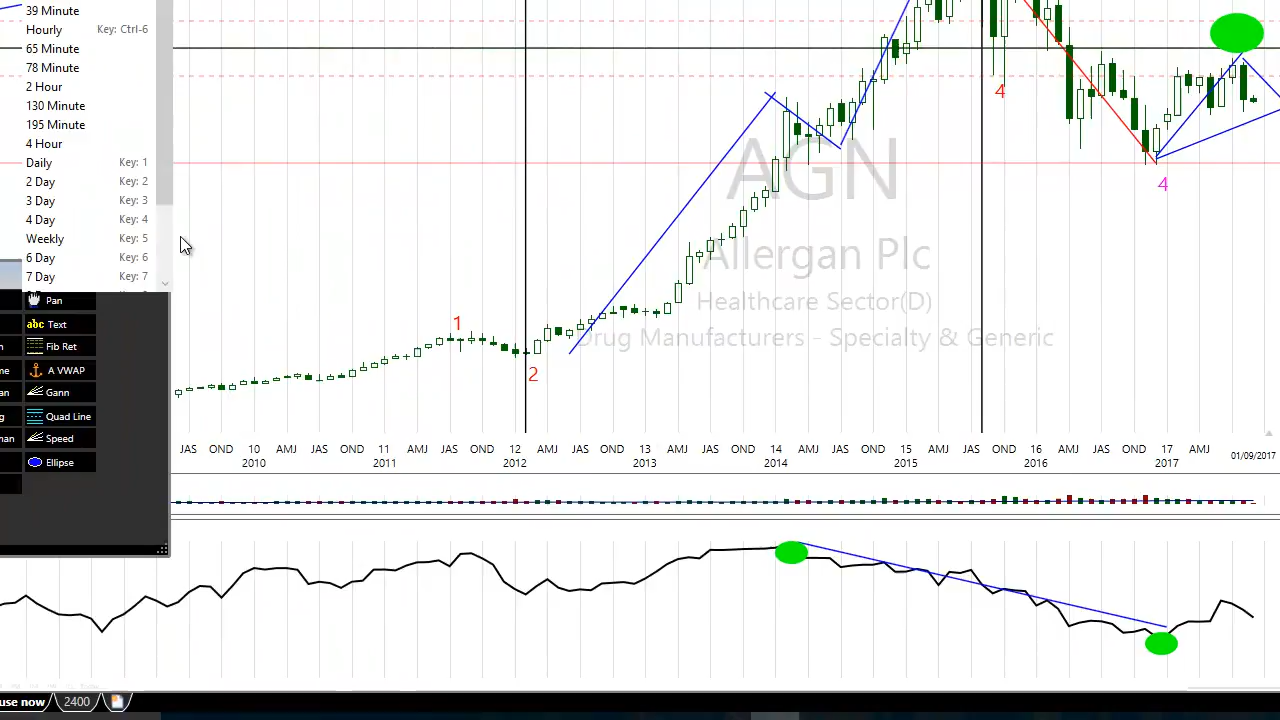 39 Minute
Hourly Key: Ctrl-6
65 Minute
78 Minute
2 Hour
130 Minute
195 Minute
4 Hour
Daily Key: 1
2 Day Key: 2
3 Day Key: 3
4 Day Key: 4
Weekly Key: 5
6 Day Key: 6
7 Day Key: 7
Pan
abc Text
Fib Ret
A VWAP
Gann
Quad Line
Speed
Ellipse
1
2
4
4
AGN
Allergan Plc
Healthcare Sector(D)
Drug Manufacturers - Specialty & Generic
JAS OND 10 AMJ JAS OND 11 AMJ JAS OND 12 AMJ JAS OND 13 AMJ JAS OND 14 AMJ JAS OND 15 AMJ JAS OND 16 AMJ JAS OND 17 AMJ
2010 2011 2012 2013 2014 2015 2016 2017 01/09/2017
use now 2400